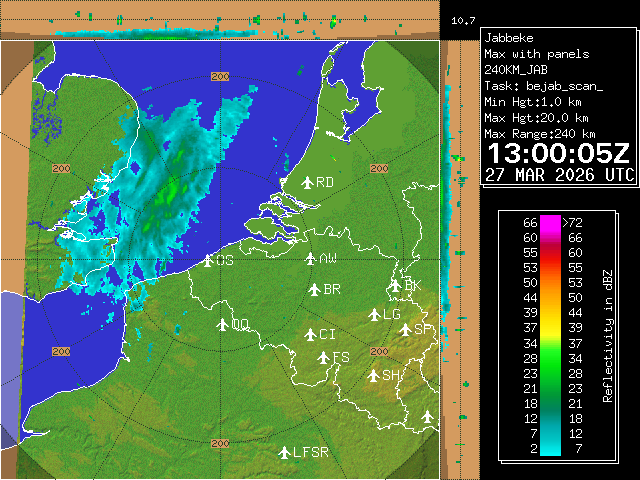 10.7
Jabbeke
Max with panels
240KM_JAB
Task: bejab_scan_
Min Hgt:1.0 km
Max Hgt:20.0 km
Max Range:240 km
13:00:05Z
27 MAR 2026 UTC
200
200
200
RD
OS
AW
BR
BK
LG
SP
QQ
CI
FS
SH
200
200
200
LFSR
66 >72
60 66
55 60
53 55
50 53
44 50
39 44
37 39
34 37
28 34
23 28
21 23
18 21
12 18
7 12
2 7
Reflectivity in dBZ